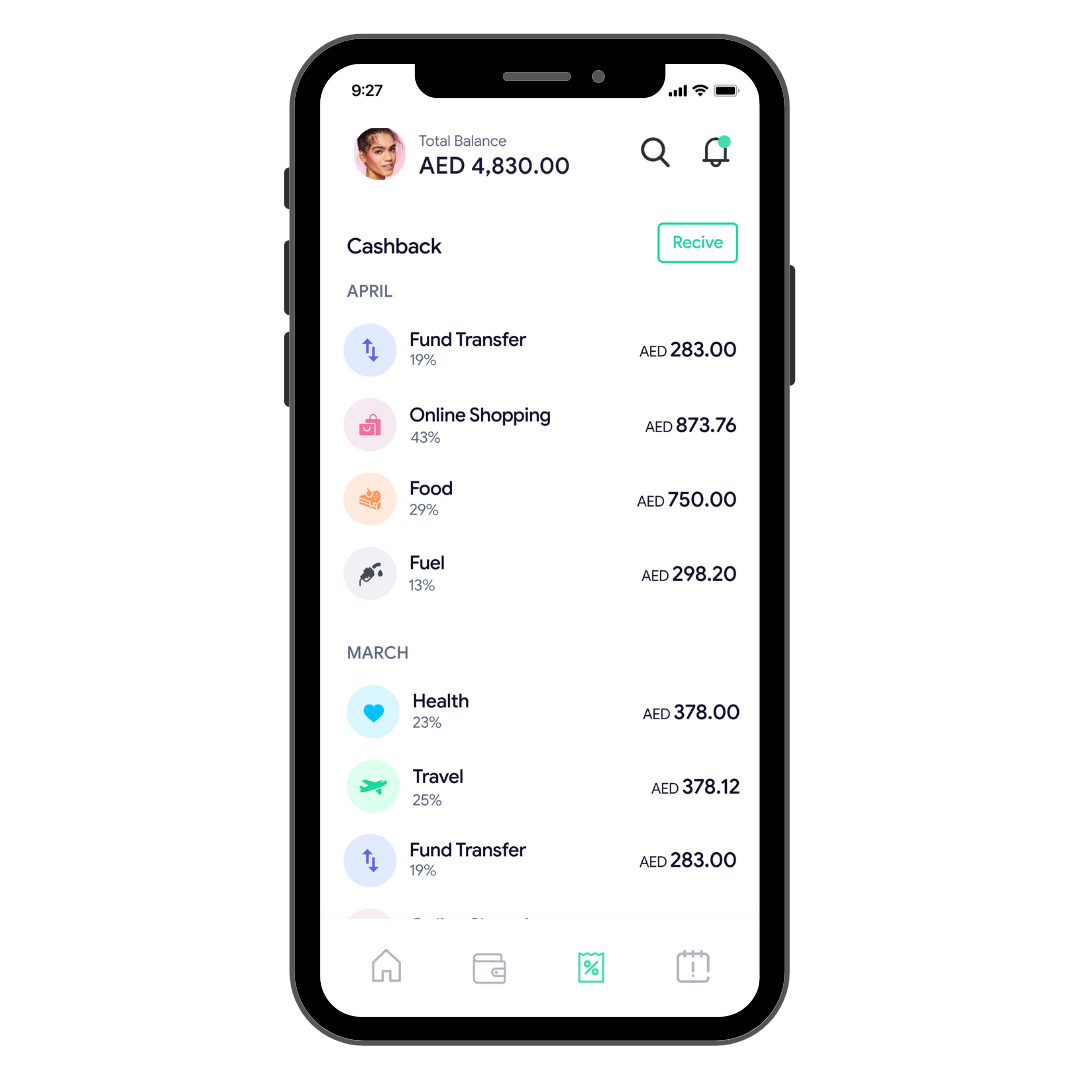 9:27
Total Balance
AED 4,830.00
Cashback
Recive
APRIL
Fund Transfer
AED 283.00
19%
Online Shopping
AED 873.76
43%
Food
AED 750.00
29%
Fuel
AED 298.20
13%
MARCH
Health
AED 378.00
23%
Travel
AED 378.12
25%
Fund Transfer
AED 283.00
19%
%